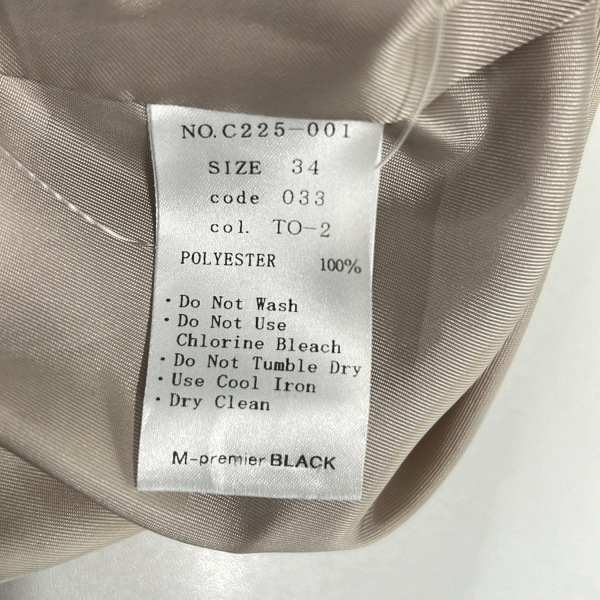 NO.C225-001
SIZE 34
code 033
col. TO-2
POLYESTER 100%
・Do Not Wash
・Do Not Use
Chlorine Bleach
・Do Not Tumble Dry
・Use Cool Iron
・Dry Clean
M-premier BLACK